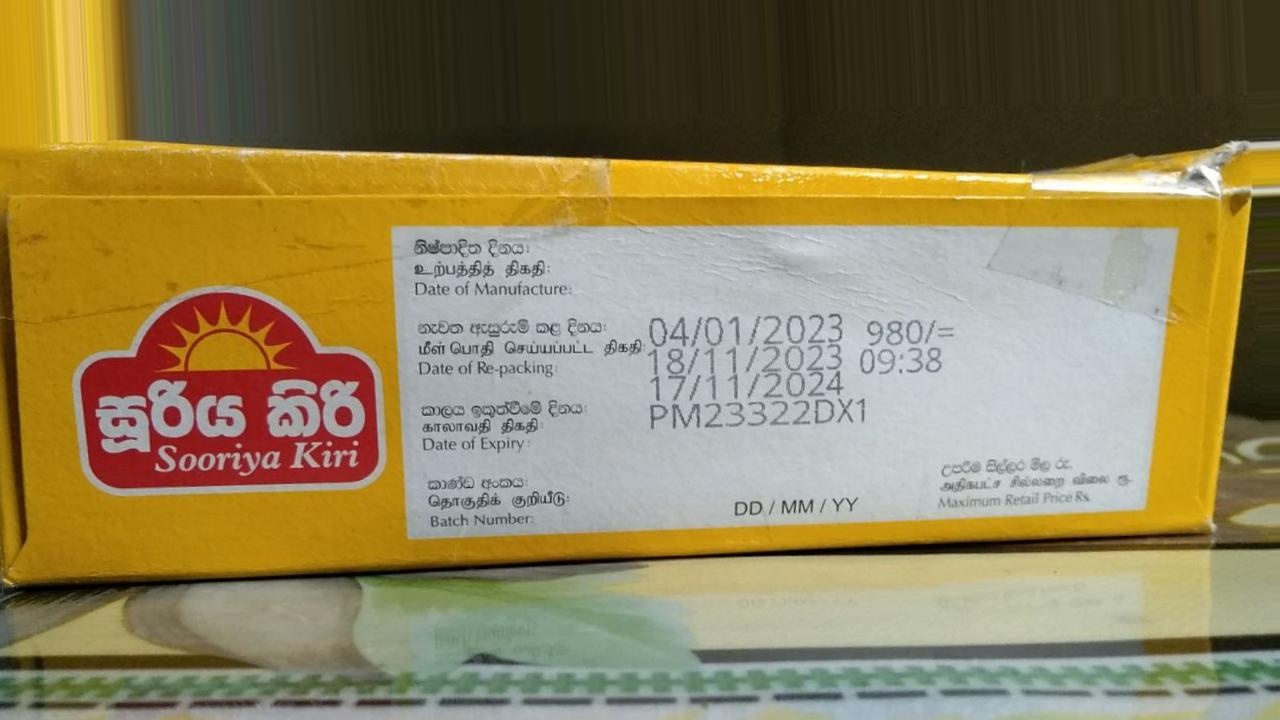 සූරිය කිරි
Sooriya Kiri
නිෂ්පාදිත දිනය:
உற்பத்தித் திகதி:
Date of Manufacture:
නැවත ඇසුරුම් කළ දිනය:
மீள் பொதி செய்யப்பட்ட திகதி:
Date of Re-packing:
04/01/2023 980/=
18/11/2023 09:38
17/11/2024
PM23322DX1
කාලය ඉකුත්වීමේ දිනය:
காலாவதி திகதி:
Date of Expiry:
කාණ්ඩ අංකය:
தொகுதிக் குறியீடு:
Batch Number:
DD / MM / YY
උපරිම සිල්ලර මිල රු.
அதிகபட்ச சில்லறை விலை ரூ.
Maximum Retail Price Rs.